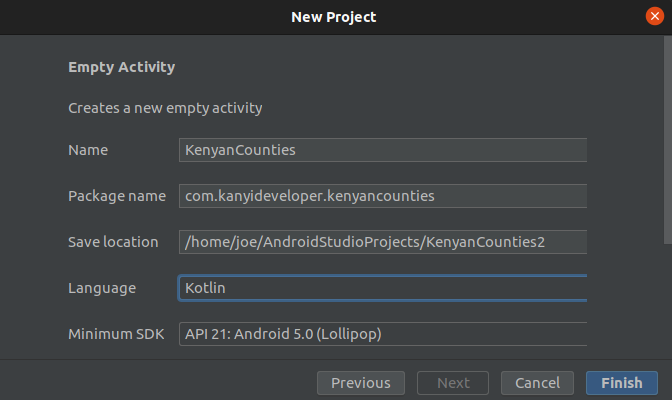 New Project
Empty Activity
Creates a new empty activity
Name KenyanCounties
Package name com.kanyideveloper.kenyancounties
Save location /home/joe/AndroidStudioProjects/KenyanCounties2
Language Kotlin
Minimum SDK API 21: Android 5.0 (Lollipop)
Previous Next Cancel Finish